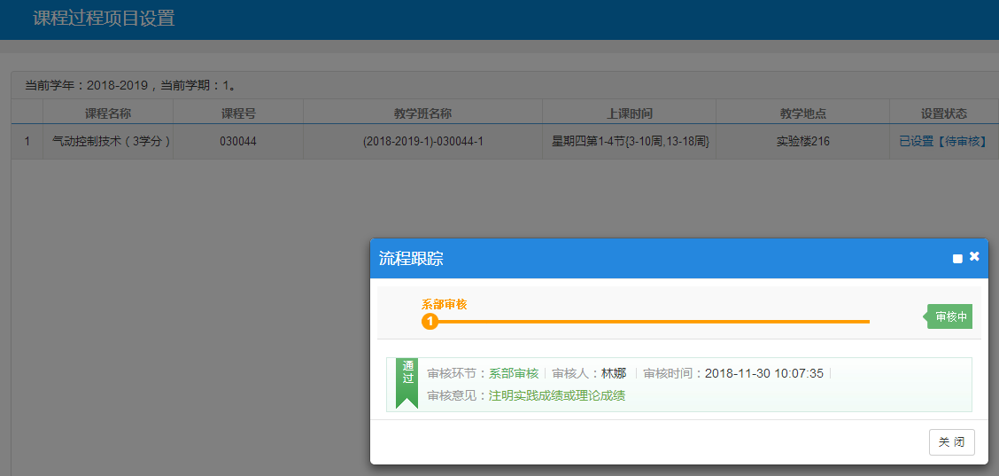 课程过程项目设置
当前学年：2018-2019，当前学期：1。
课程名称 课程号 教学班名称 上课时间 教学地点 设置状态
1 气动控制技术（3学分） 030044 (2018-2019-1)-030044-1 星期四第1-4节{3-10周,13-18周} 实验楼216 已设置【待审核】
流程跟踪
系部审核
1
审核中
通过
审核环节：系部审核 审核人：林娜 审核时间：2018-11-30 10:07:35
审核意见：注明实践成绩或理论成绩
关 闭